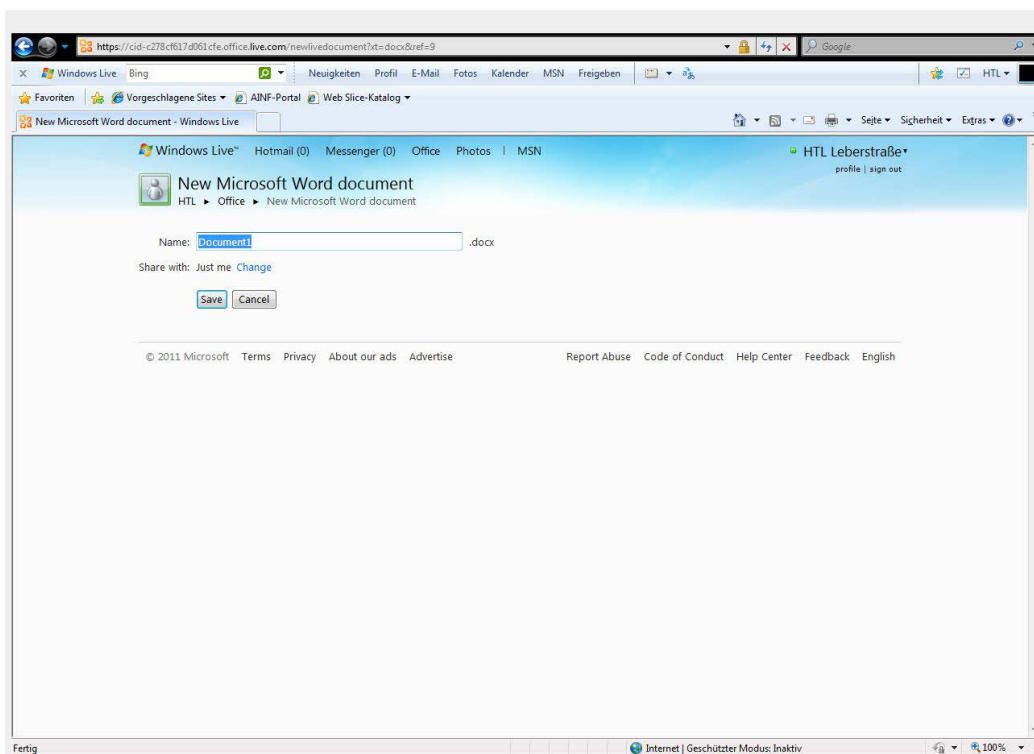 https://cid-c278cf617d061cfe.office.live.com/newlivedocument?xt=docx&ref=9 Google
X Windows Live Bing Neuigkeiten Profil E-Mail Fotos Kalender MSN Freigeben HTL
Favoriten Vorgeschlagene Sites AINF-Portal Web Slice-Katalog
New Microsoft Word document - Windows Live Seite Sicherheit Extras
Windows Live™ Hotmail (0) Messenger (0) Office Photos | MSN HTL Leberstraße
profile | sign out
New Microsoft Word document
HTL ► Office ► New Microsoft Word document
Name: Document1 .docx
Share with: Just me Change
Save Cancel
© 2011 Microsoft Terms Privacy About our ads Advertise Report Abuse Code of Conduct Help Center Feedback English
Fertig Internet | Geschützter Modus: Inaktiv 100%